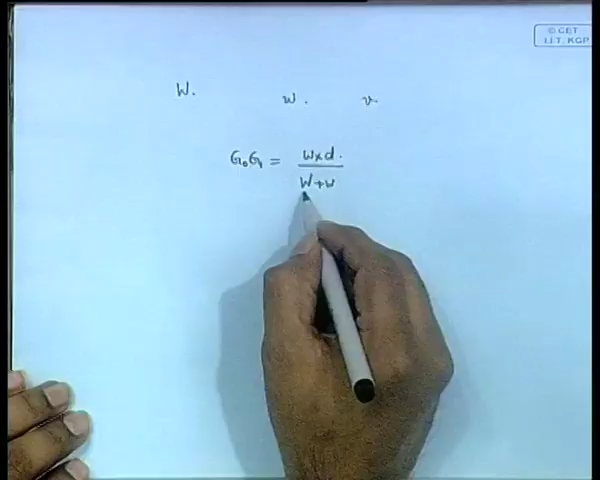 © CET
I.I.T. KGP
W. w. v.
G₀G₁ = w×d.
W+w